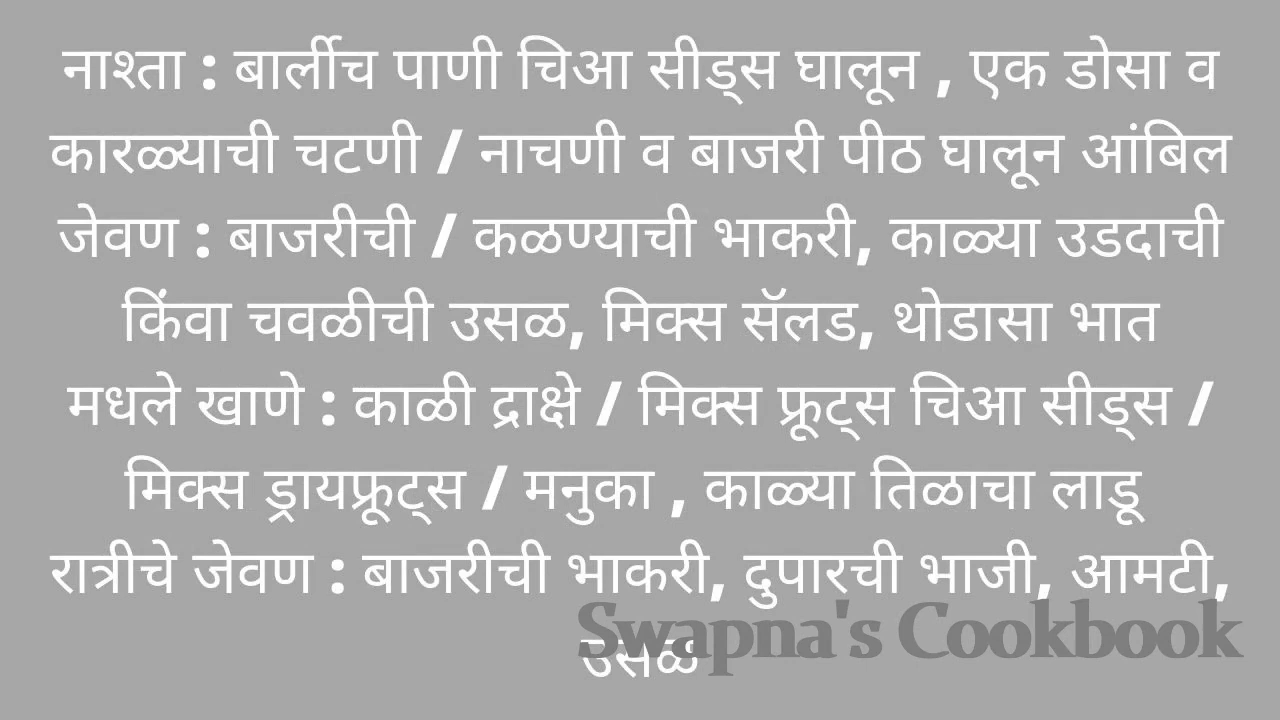 नाश्ता : बार्लीच पाणी चिआ सीड्स घालून , एक डोसा व
कारळ्याची चटणी / नाचणी व बाजरी पीठ घालून आंबिल
जेवण : बाजरीची / कळण्याची भाकरी, काळ्या उडदाची
किंवा चवळीची उसळ, मिक्स सॅलड, थोडासा भात
मधले खाणे : काळी द्राक्षे / मिक्स फ्रूट्स चिआ सीड्स /
मिक्स ड्रायफ्रूट्स / मनुका , काळ्या तिळाचा लाडू
रात्रीचे जेवण : बाजरीची भाकरी, दुपारची भाजी, आमटी,
उसळ
Swapna's Cookbook